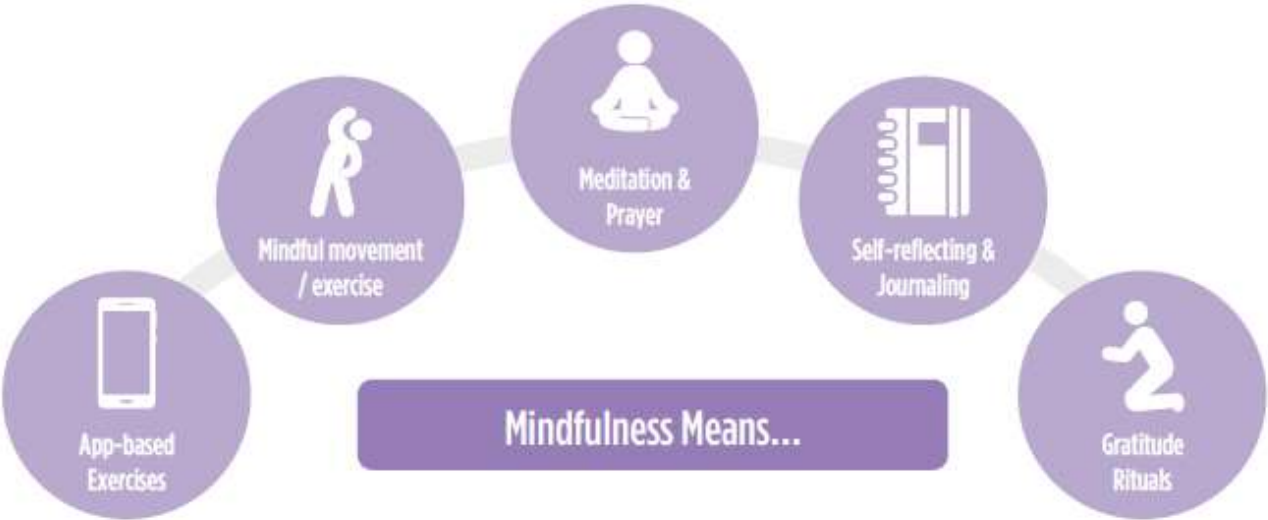 App-based
Exercises
Mindful movement
/ exercise
Meditation &
Prayer
Self-reflecting &
Journaling
Gratitude
Rituals
Mindfulness Means...